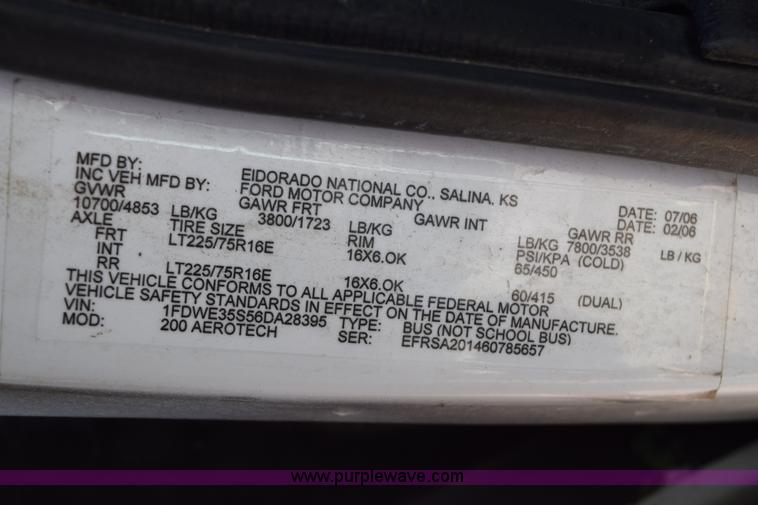 MFD BY: EIDORADO NATIONAL CO., SALINA, KS DATE: 07/06
INC VEH MFD BY: FORD MOTOR COMPANY DATE: 02/06
GVWR GAWR FRT GAWR INT GAWR RR
10700/4853 LB/KG 3800/1723 LB/KG LB/KG 7800/3538 LB / KG
AXLE TIRE SIZE RIM PSI/KPA (COLD)
FRT LT225/75R16E 16X6.OK 65/450
INT
RR LT225/75R16E 16X6.OK 60/415 (DUAL)
THIS VEHICLE CONFORMS TO ALL APPLICABLE FEDERAL MOTOR
VEHICLE SAFETY STANDARDS IN EFFECT ON THE DATE OF MANUFACTURE.
VIN: 1FDWE35S56DA28395 TYPE: BUS (NOT SCHOOL BUS)
MOD: 200 AEROTECH SER: EFRSA201460785657
www.purplewave.com